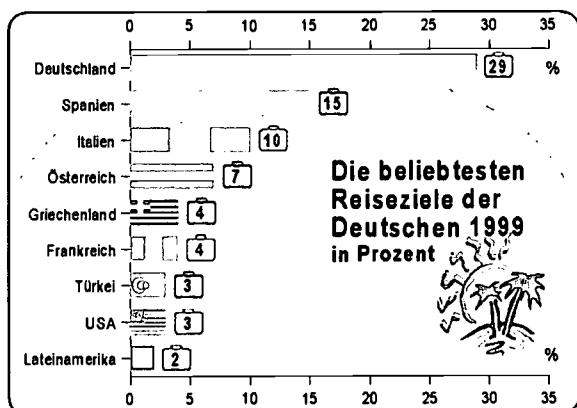 0 5 10 15 20 25 30 35
Deutschland 29 %
Spanien 15
Italien 10
Österreich 7
Griechenland 4
Frankreich 4
Türkei 3
USA 3
Lateinamerika 2 %
0 5 10 15 20 25 30 35
Die beliebtesten
Reiseziele der
Deutschen 1999
in Prozent